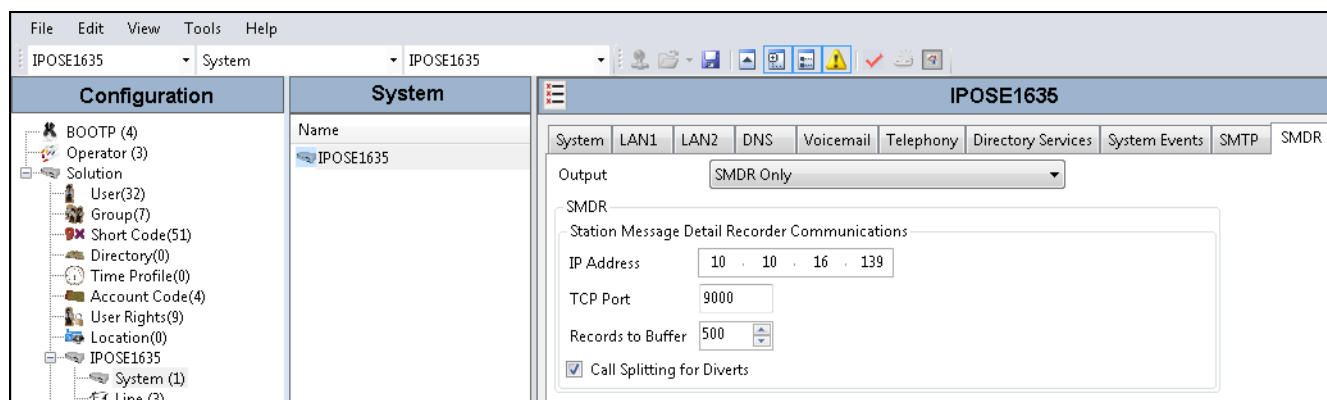 File Edit View Tools Help
IPOSE1635 System IPOSE1635
Configuration
BOOTP (4)
Operator (3)
Solution
User(32)
Group(7)
Short Code(51)
Directory(0)
Time Profile(0)
Account Code(4)
User Rights(9)
Location(0)
IPOSE1635
System (1)
Line (3)
System
Name
IPOSE1635
IPOSE1635
System LAN1 LAN2 DNS Voicemail Telephony Directory Services System Events SMTP SMDR
Output SMDR Only
SMDR
Station Message Detail Recorder Communications
IP Address 10 . 10 . 16 . 139
TCP Port 9000
Records to Buffer 500
Call Splitting for Diverts